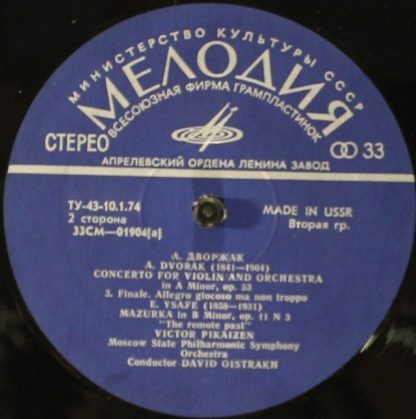 МИНИСТЕРСТВО КУЛЬТУРЫ СССР
МЕЛОДИЯ
ВСЕСОЮЗНАЯ ФИРМА ГРАМПЛАСТИНОК
СТЕРЕО
33
АПРЕЛЕВСКИЙ ОРДЕНА ЛЕНИНА ЗАВОД
ТУ-43-10.1.74
2 сторона
33СМ—01904(а)
MADE IN USSR
Вторая гр.
А. ДВОРЖАК
A. DVORAK (1841—1904)
CONCERTO FOR VIOLIN AND ORCHESTRA
in A Minor, op. 53
3. Finale. Allegro giocoso ma non troppo
E. YSAYE (1858—1931)
MAZURKA in B Minor, op. 11 N 3
"The remote past"
VICTOR PIKAIZEN
Moscow State Philharmonic Symphony
Orchestra
Conductor DAVID OISTRAKH